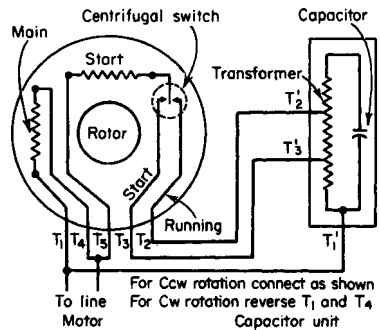 Centrifugal switch
Capacitor
Main
Start
Transformer
T'2
Rotor
T'3
Start
Running
T1 T4 T5 T3 T2
T1'
For Ccw rotation connect as shown
To line
For Cw rotation reverse T1 and T4
Motor
Capacitor unit